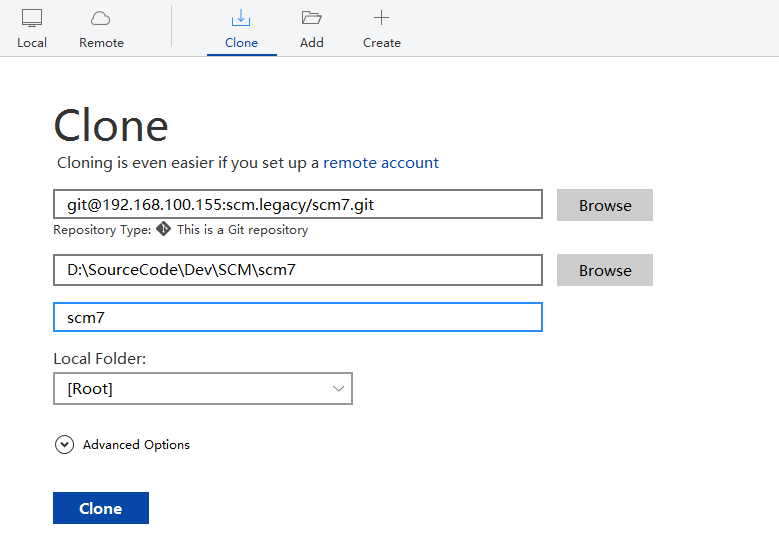 Local Remote Clone Add Create
Clone
Cloning is even easier if you set up a remote account
git@192.168.100.155:scm.legacy/scm7.git Browse
Repository Type: This is a Git repository
D:\SourceCode\Dev\SCM\scm7 Browse
scm7
Local Folder:
[Root]
Advanced Options
Clone